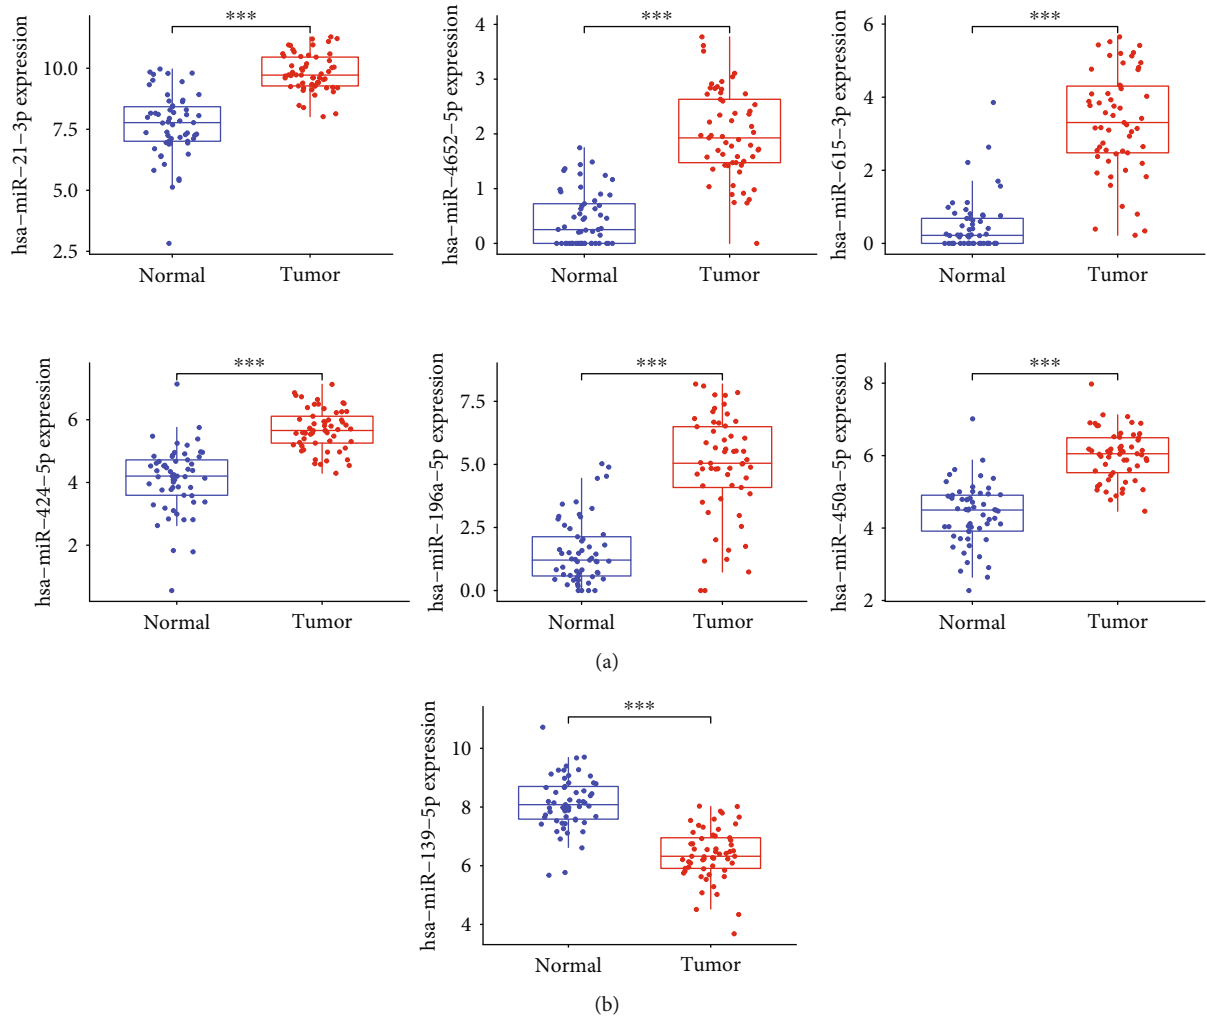 ***
hsa−miR−21−3p expression
10.0
7.5
5.0
2.5
Normal Tumor
***
hsa−miR−4652−5p expression
4
3
2
1
0
Normal Tumor
***
hsa−miR−615−3p expression
6
4
2
0
Normal Tumor
***
hsa−miR−424−5p expression
6
4
2
Normal Tumor
***
hsa−miR−196a−5p expression
7.5
5.0
2.5
0.0
Normal Tumor
***
hsa−miR−450a−5p expression
8
6
4
2
Normal Tumor
(a)
***
hsa−miR−139−5p expression
10
8
6
4
Normal Tumor
(b)